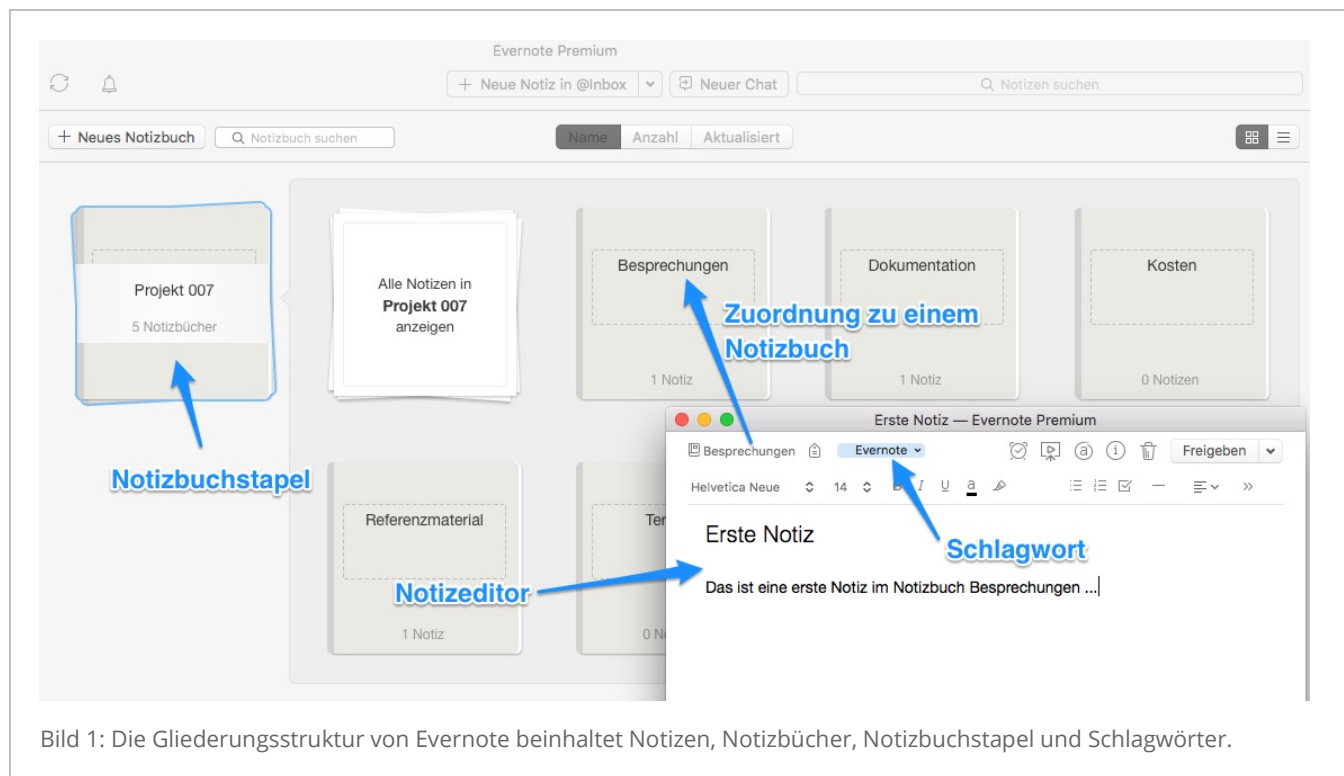 Evernote Premium
+ Neue Notiz in @Inbox
Neuer Chat
Notizen suchen
+ Neues Notizbuch
Notizbuch suchen
Name
Anzahl
Aktualisiert
Projekt 007
5 Notizbücher
Alle Notizen in
Projekt 007
anzeigen
Besprechungen
1 Notiz
Dokumentation
1 Notiz
Kosten
0 Notizen
Zuordnung zu einem
Notizbuch
Notizbuchstapel
Referenzmaterial
1 Notiz
Notizeditor
Erste Notiz — Evernote Premium
Besprechungen
Evernote
Freigeben
Helvetica Neue
14
B I U a
Erste Notiz
Schlagwort
Das ist eine erste Notiz im Notizbuch Besprechungen ...
Bild 1: Die Gliederungsstruktur von Evernote beinhaltet Notizen, Notizbücher, Notizbuchstapel und Schlagwörter.